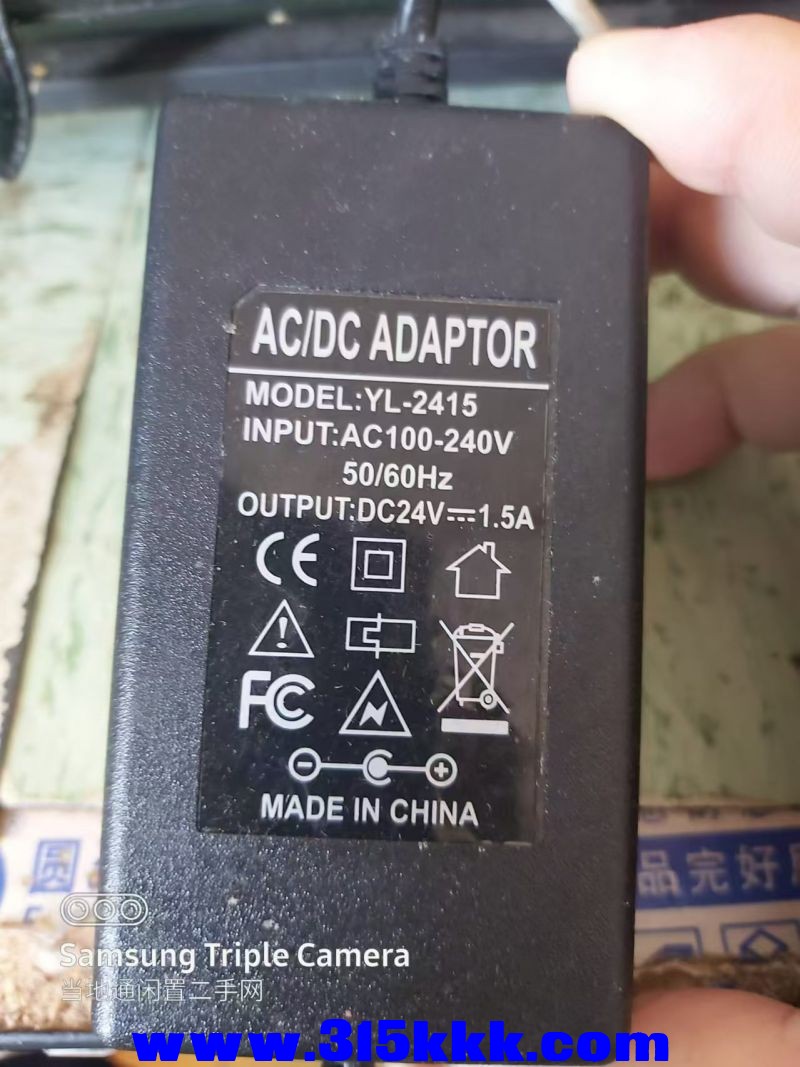 AC/DC ADAPTOR
MODEL:YL-2415
INPUT:AC100-240V
50/60Hz
OUTPUT:DC24V⎓1.5A
CE
FC
MADE IN CHINA
圆
品完好
Samsung Triple Camera
当地通闲置二手网
www.315kkk.com